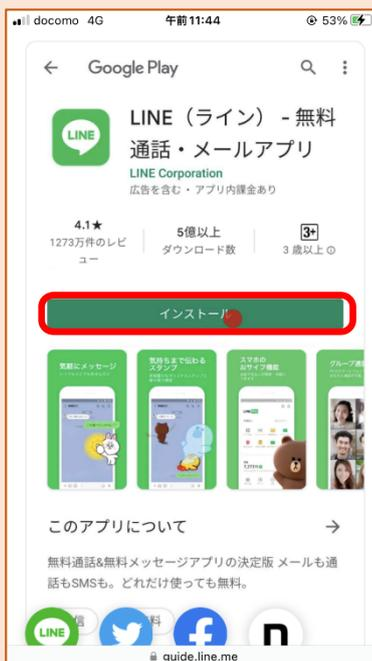 docomo 4G 午前11:44 53%
Google Play
LINE
LINE（ライン） - 無料
通話・メールアプリ
LINE Corporation
広告を含む・アプリ内課金あり
4.1★ 5億以上 3+
1273万件のレビ ダウンロード数 3 歳以上
ュー
インストール
気軽にメッセージ 気持ちまで伝わる スマホの グループ通
スタンプ おサイフ機能
このアプリについて →
無料通話&無料メッセージアプリの決定版 メールも通
話もSMSも。どれだけ使っても無料。
LINE 信 料 n
guide.line.me